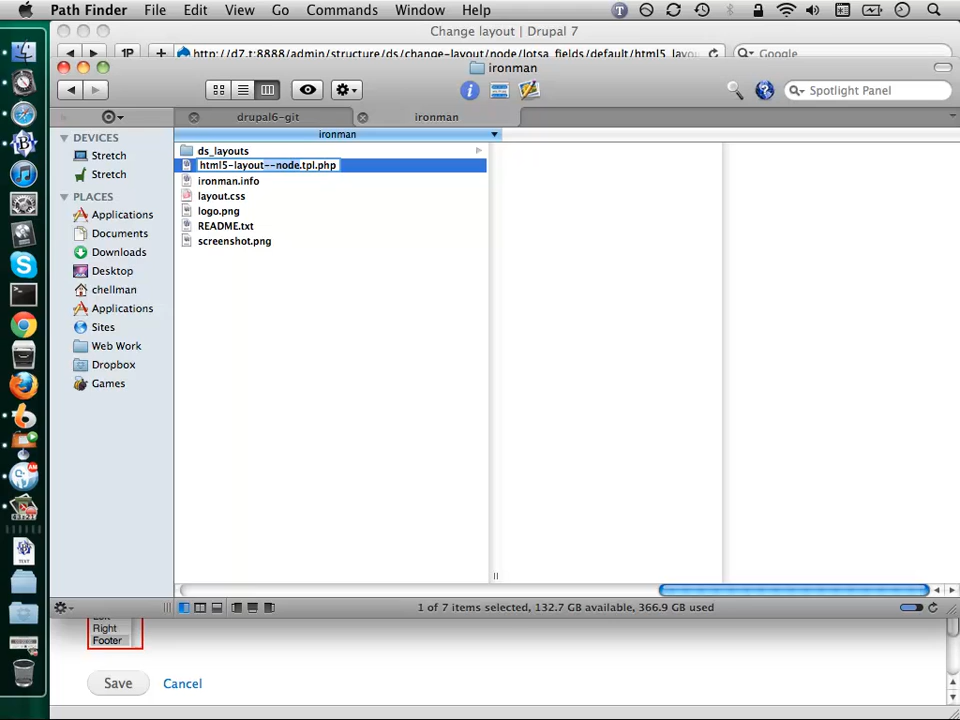 Path Finder File Edit View Go Commands Window Help
Change layout | Drupal 7
1P http://d7.t:8888/admin/structure/ds/change-layout/node/lotsa_fields/default/html5_layou Google
ironman
Spotlight Panel
drupal6-git ironman
ironman
DEVICES
Stretch
Stretch
PLACES
Applications
Documents
Downloads
Desktop
chellman
Applications
Sites
Web Work
Dropbox
Games
ds_layouts
html5-layout--node.tpl.php
ironman.info
layout.css
logo.png
README.txt
screenshot.png
1 of 7 items selected, 132.7 GB available, 366.9 GB used
Right
Footer
Save Cancel